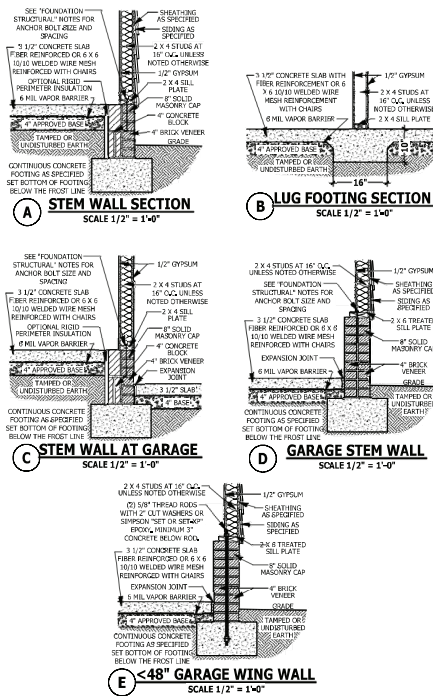 SEE "FOUNDATION
STRUCTURAL" NOTES FOR
ANCHOR BOLT SIZE AND
SPACING
3 1/2" CONCRETE SLAB
FIBER REINFORCED OR 6 X 6
10/10 WELDED WIRE MESH
REINFORCED WITH CHAIRS
OPTIONAL RIGID
PERIMETER INSULATION
6 MIL VAPOR BARRIER
4" APPROVED BASE
TAMPED OR
UNDISTURBED EARTH
CONTINUOUS CONCRETE
FOOTING AS SPECIFIED
SET BOTTOM OF FOOTING
BELOW THE FROST LINE
SHEATHING
AS SPECIFIED
SIDING AS
SPECIFIED
2 X 4 STUDS AT
16" O.C. UNLESS
NOTED OTHERWISE
1/2" GYPSUM
2 X 4 SILL
PLATE
8" SOLID
MASONRY CAP
4" CONCRETE
BLOCK
4" BRICK VENEER
GRADE
A
STEM WALL SECTION
SCALE 1/2" = 1'-0"
3 1/2" CONCRETE SLAB WITH
FIBER REINFORCEMENT OR 6
X 6 10/10 WELDED WIRE
MESH REINFORCEMENT
WITH CHAIRS
6 MIL VAPOR BARRIER
4" APPROVED BASE
TAMPED OR
UNDISTURBED
EARTH
1/2" GYPSUM
2 X 4 STUDS AT
16" O.C. UNLESS
NOTED OTHERWISE
2 X 4 SILL PLATE
10"
16"
B
LUG FOOTING SECTION
SCALE 1/2" = 1'-0"
SEE "FOUNDATION
STRUCTURAL" NOTES FOR
ANCHOR BOLT SIZE AND
SPACING
3 1/2" CONCRETE SLAB
FIBER REINFORCED OR 6 X 6
10/10 WELDED WIRE MESH
REINFORCED WITH CHAIRS
OPTIONAL RIGID
PERIMETER INSULATION
6 MIL VAPOR BARRIER
4" APPROVED BASE
TAMPED OR
UNDISTURBED EARTH
CONTINUOUS CONCRETE
FOOTING AS SPECIFIED
SET BOTTOM OF FOOTING
BELOW THE FROST LINE
1/2" GYPSUM
2 X 4 STUDS AT
16" O.C. UNLESS
NOTED OTHERWISE
2 X 4 SILL
PLATE
8" SOLID
MASONRY CAP
4" CONCRETE
BLOCK
4" BRICK VENEER
EXPANSION
JOINT
3 1/2" SLAB
4" BASE
C
STEM WALL AT GARAGE
SCALE 1/2" = 1'-0"
2 X 4 STUDS AT 16" O.C.
UNLESS NOTED OTHERWISE
SEE "FOUNDATION
STRUCTURAL" NOTES FOR
ANCHOR BOLT SIZE AND
SPACING
3 1/2" CONCRETE SLAB
FIBER REINFORCED OR 6 X 6
10/10 WELDED WIRE MESH
REINFORCED WITH CHAIRS
EXPANSION JOINT
6 MIL VAPOR BARRIER
4" APPROVED BASE
CONTINUOUS CONCRETE
FOOTING AS SPECIFIED
SET BOTTOM OF FOOTING
BELOW THE FROST LINE
1/2" GYPSUM
SHEATHING
AS SPECIFIED
SIDING AS
SPECIFIED
2 X 6 TREATED
SILL PLATE
8" SOLID
MASONRY CAP
4" BRICK
VENEER
GRADE
TAMPED OR
UNDISTURBED
EARTH
D
GARAGE STEM WALL
SCALE 1/2" = 1'-0"
2 X 4 STUDS AT 16" O.C.
UNLESS NOTED OTHERWISE
(2) 5/8" THREAD RODS
WITH 2" CUT WASHERS OR
SIMPSON "SET OR SET-XP"
EPOXY. MINIMUM 3"
CONCRETE BELOW ROD.
3 1/2" CONCRETE SLAB
FIBER REINFORCED OR 6 X 6
10/10 WELDED WIRE MESH
REINFORCED WITH CHAIRS
EXPANSION JOINT
6 MIL VAPOR BARRIER
4" APPROVED BASE
CONTINUOUS CONCRETE
FOOTING AS SPECIFIED
SET BOTTOM OF FOOTING
BELOW THE FROST LINE
1/2" GYPSUM
SHEATHING
AS SPECIFIED
SIDING AS
SPECIFIED
2 X 6 TREATED
SILL PLATE
8" SOLID
MASONRY CAP
4" BRICK
VENEER
GRADE
TAMPED OR
UNDISTURBED
EARTH
E
<48" GARAGE WING WALL
SCALE 1/2" = 1'-0"